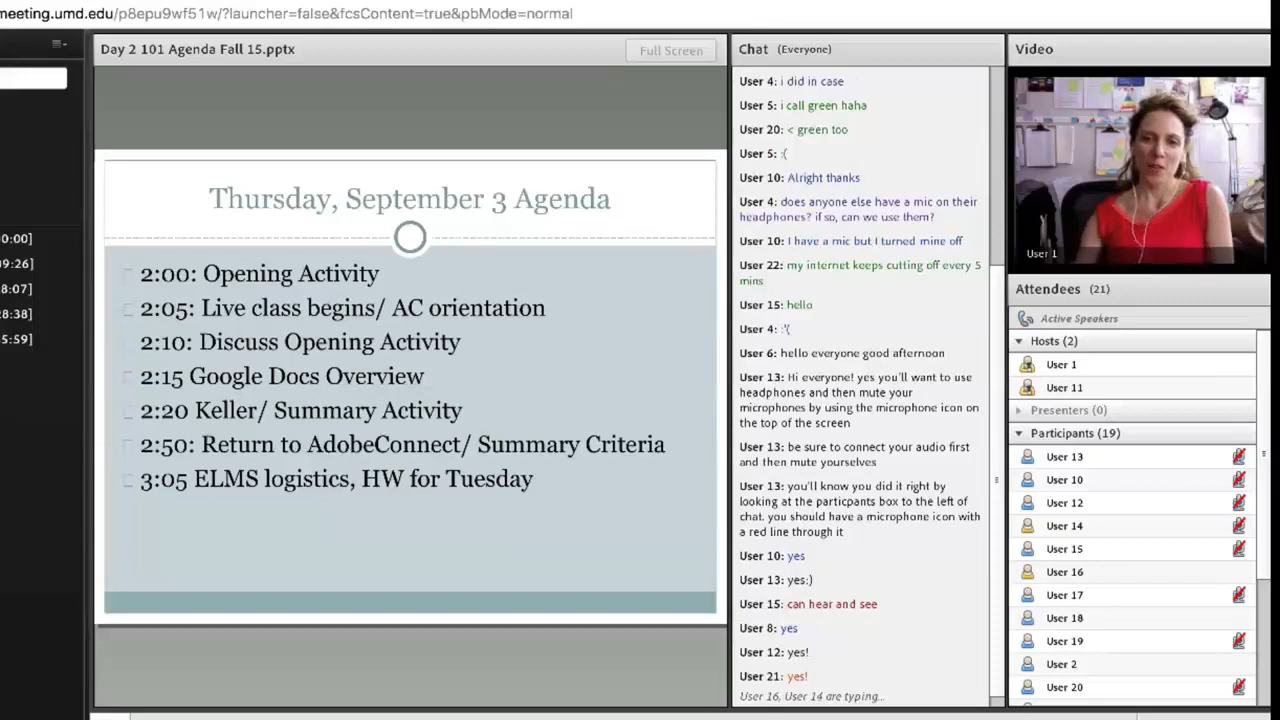 meeting.umd.edu/p8epu9wf51w/?launcher=false&fcsContent=true&pbMode=normal
Day 2 101 Agenda Fall 15.pptx
Full Screen
Thursday, September 3 Agenda
2:00: Opening Activity
2:05: Live class begins/ AC orientation
2:10: Discuss Opening Activity
2:15 Google Docs Overview
2:20 Keller/ Summary Activity
2:50: Return to AdobeConnect/ Summary Criteria
3:05 ELMS logistics, HW for Tuesday
0:00]
9:26]
8:07]
8:38]
5:59]
Chat (Everyone)
User 4: i did in case
User 5: i call green haha
User 20: < green too
User 5: :(
User 10: Alright thanks
User 4: does anyone else have a mic on their
headphones? if so, can we use them?
User 10: I have a mic but I turned mine off
User 22: my internet keeps cutting off every 5
mins
User 15: hello
User 4: :'(
User 6: hello everyone good afternoon
User 13: Hi everyone! yes you'll want to use
headphones and then mute your
microphones by using the microphone icon on
the top of the screen
User 13: be sure to connect your audio first
and then mute yourselves
User 13: you'll know you did it right by
looking at the particpants box to the left of
chat. you should have a microphone icon with
a red line through it
User 10: yes
User 13: yes:)
User 15: can hear and see
User 8: yes
User 12: yes!
User 21: yes!
User 16, User 14 are typing...
Video
User 1
Attendees (21)
Active Speakers
Hosts (2)
User 1
User 11
Presenters (0)
Participants (19)
User 13
User 10
User 12
User 14
User 15
User 16
User 17
User 18
User 19
User 2
User 20